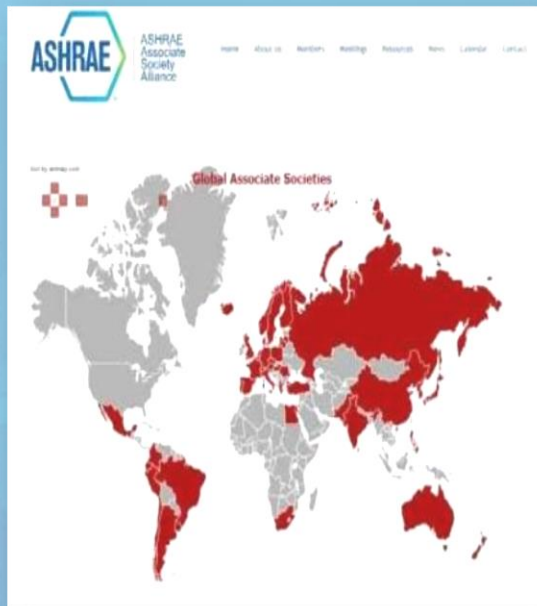 ASHRAE
ASHRAE
Associate
Society
Alliance
Home About us Members Meetings Resources News Calendar Contact
Global Associate Societies